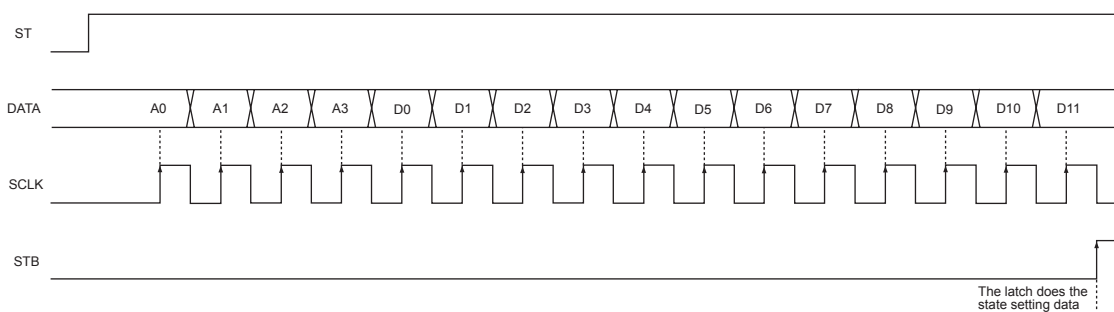 ST
DATA A0 A1 A2 A3 D0 D1 D2 D3 D4 D5 D6 D7 D8 D9 D10 D11
SCLK
STB
The latch does the
state setting data